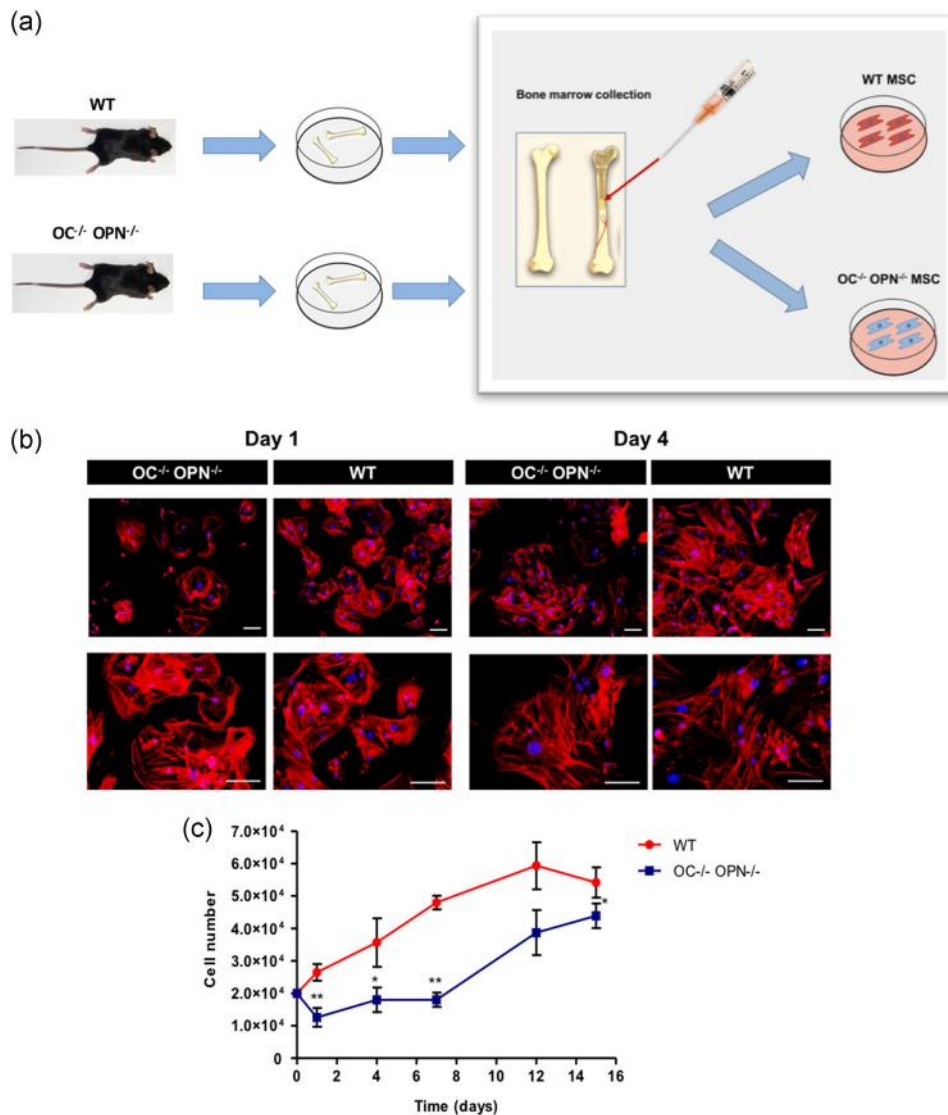 (a)
WT
OC-/- OPN-/-
Bone marrow collection
WT MSC
OC-/- OPN-/- MSC
(b)
Day 1
Day 4
OC-/- OPN-/-
WT
OC-/- OPN-/-
WT
(c)
7.0×10⁴
6.0×10⁴
5.0×10⁴
4.0×10⁴
3.0×10⁴
2.0×10⁴
1.0×10⁴
0
Cell number
**
*
**
*
WT
OC-/- OPN-/-
0 2 4 6 8 10 12 14 16
Time (days)